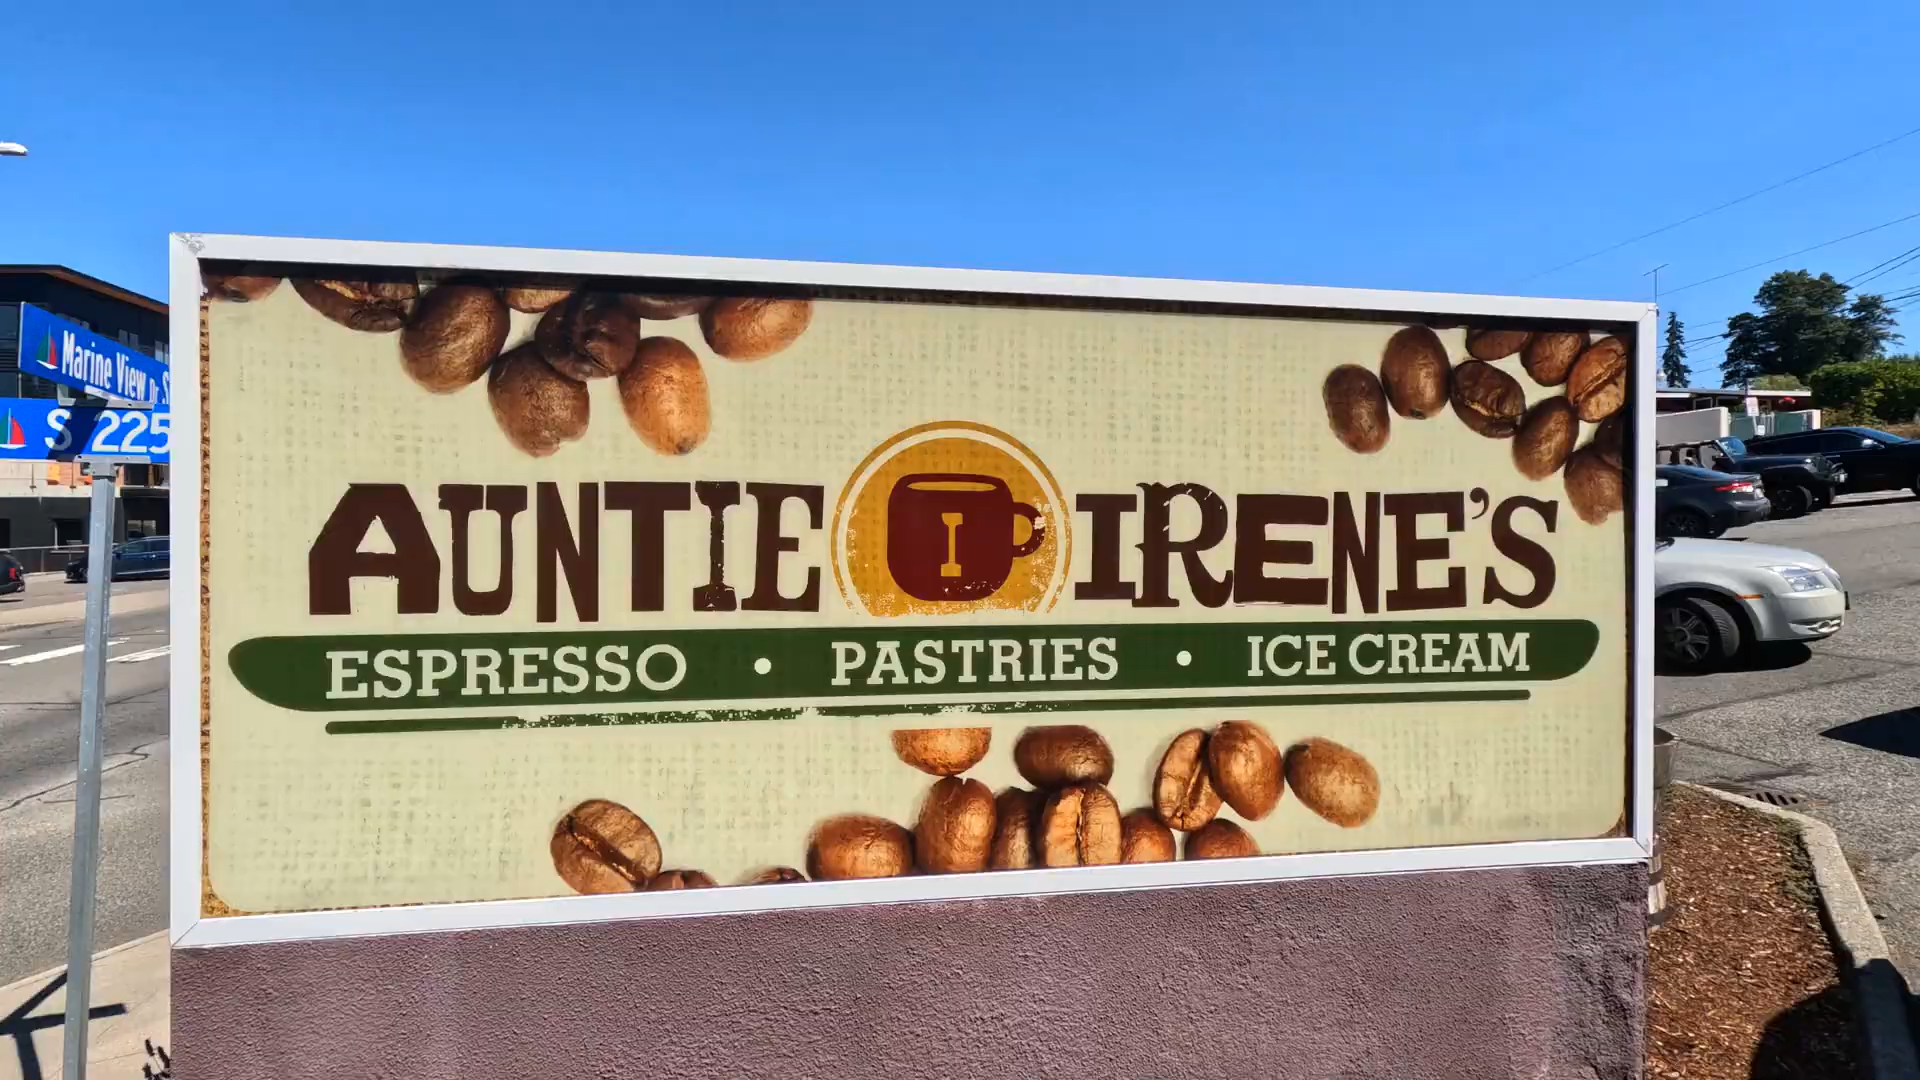 Marine View Dr S
S 225
AUNTIE I IRENE'S
ESPRESSO • PASTRIES • ICE CREAM